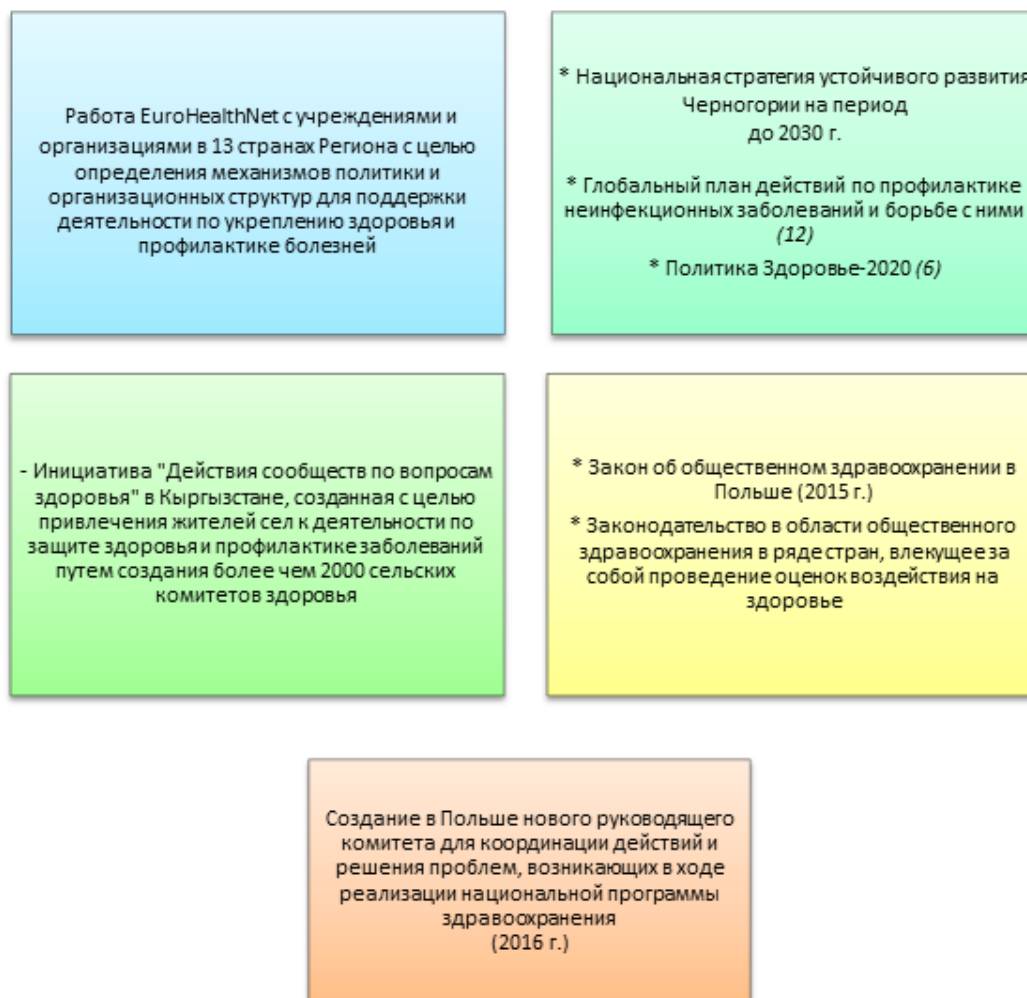 Работа EuroHealthNet с учреждениями и
организациями в 13 странах Региона с целью
определения механизмов политики и
организационных структур для поддержки
деятельности по укреплению здоровья и
профилактике болезней
* Национальная стратегия устойчивого развития
Черногории на период
до 2030 г.
* Глобальный план действий по профилактике
неинфекционных заболеваний и борьбе с ними
(12)
* Политика Здоровье-2020 (6)
- Инициатива "Действия сообществ по вопросам
здоровья" в Кыргызстане, созданная с целью
привлечения жителей сел к деятельности по
защите здоровья и профилактике заболеваний
путем создания более чем 2000 сельских
комитетов здоровья
* Закон об общественном здравоохранении в
Польше (2015 г.)
* Законодательство в области общественного
здравоохранения в ряде стран, влекущее за
собой проведение оценок воздействия на
здоровье
Создание в Польше нового руководящего
комитета для координации действий и
решения проблем, возникающих в ходе
реализации национальной программы
здравоохранения
(2016 г.)